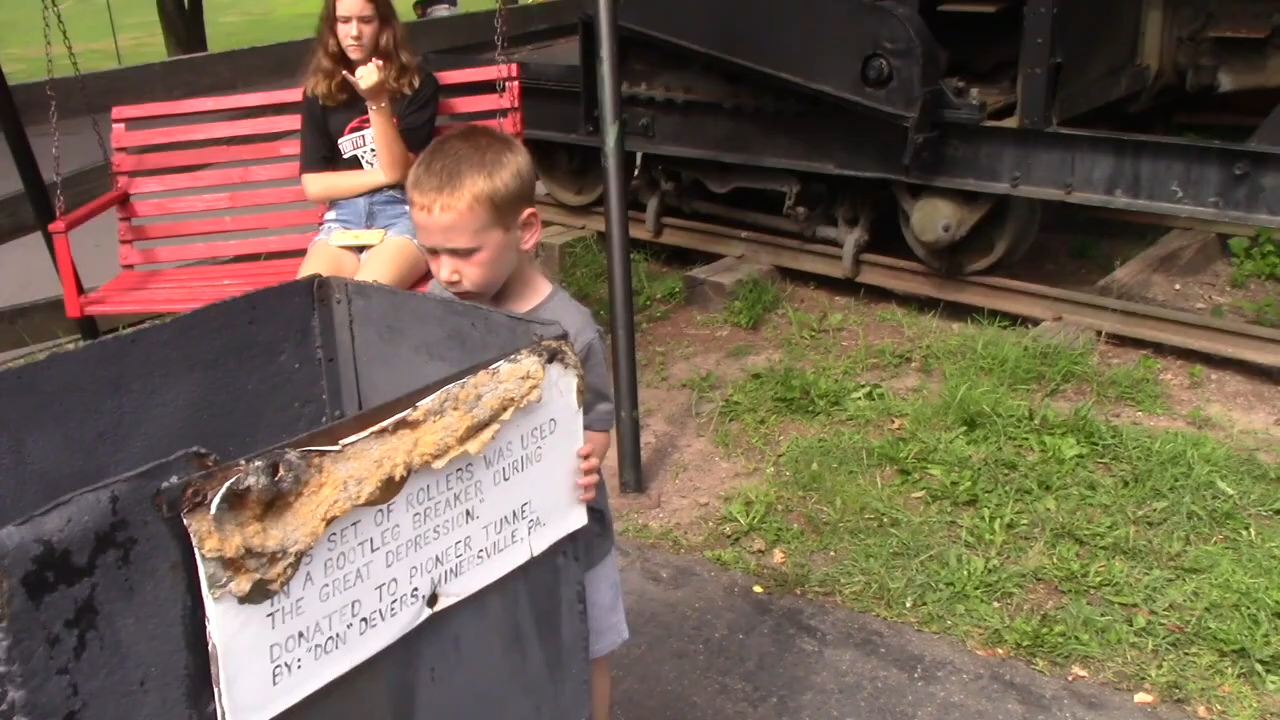 YOUTH
S SET OF ROLLERS WAS USED
IN A BOOTLEG BREAKER DURING
THE GREAT DEPRESSION."
DONATED TO PIONEER TUNNEL
BY: "DON" DEVERS, MINERSVILLE, PA.